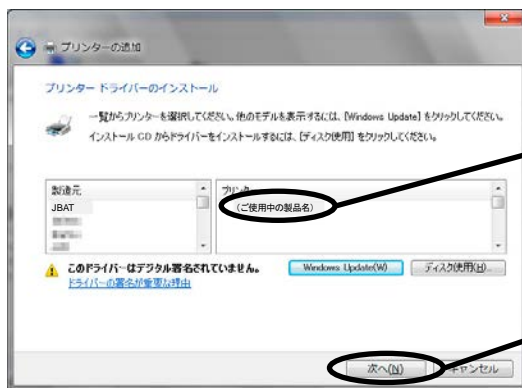 プリンターの追加
プリンター ドライバーのインストール
一覧からプリンターを選択してください。他のモデルを表示するには、[Windows Update] をクリックしてください。
インストール CD からドライバーをインストールするには、[ディスク使用] をクリックしてください。
製造元
プリンター
JBAT
(ご使用中の製品名)
このドライバーはデジタル署名されていません。
Windows Update(W)
ディスク使用(H)...
ドライバーの署名が重要な理由
次へ(N)
キャンセル